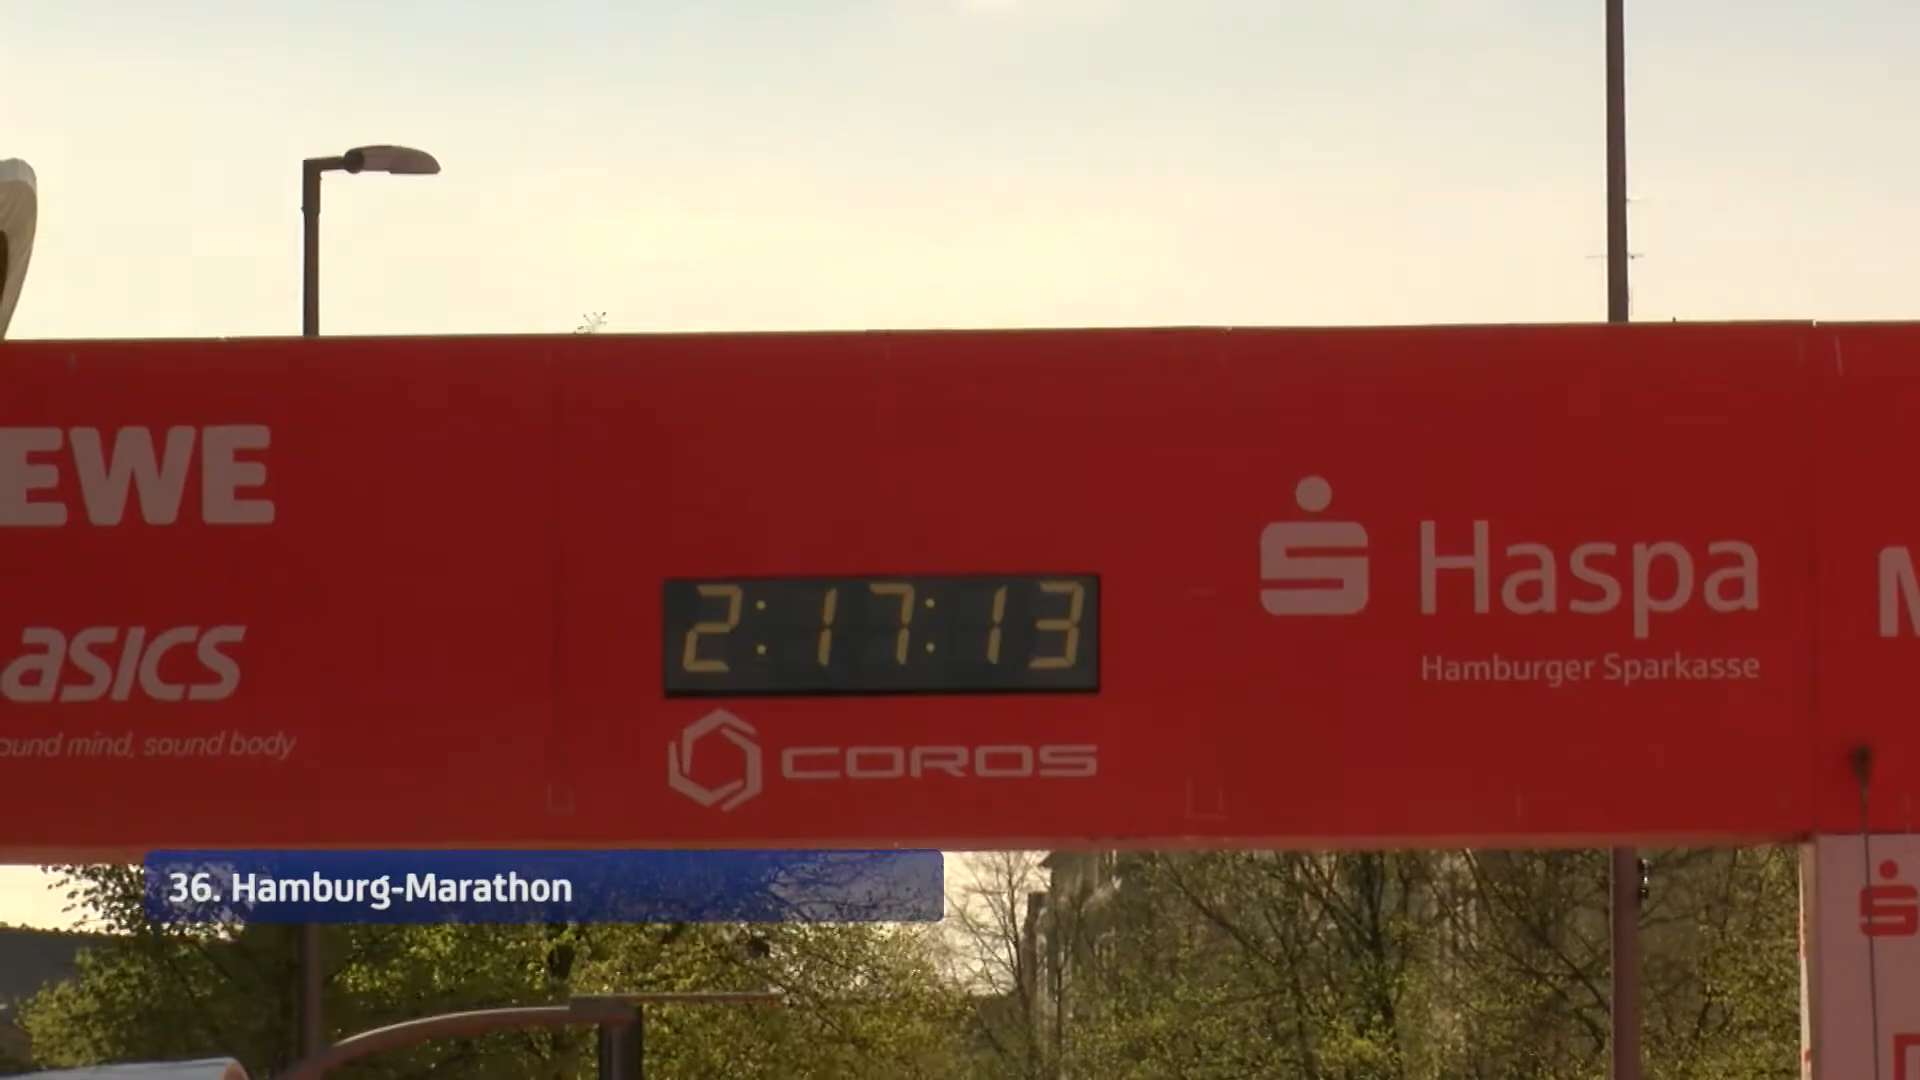 EWE
asics
ound mind, sound body
2:17:13
COROS
Haspa
Hamburger Sparkasse
M
36. Hamburg-Marathon